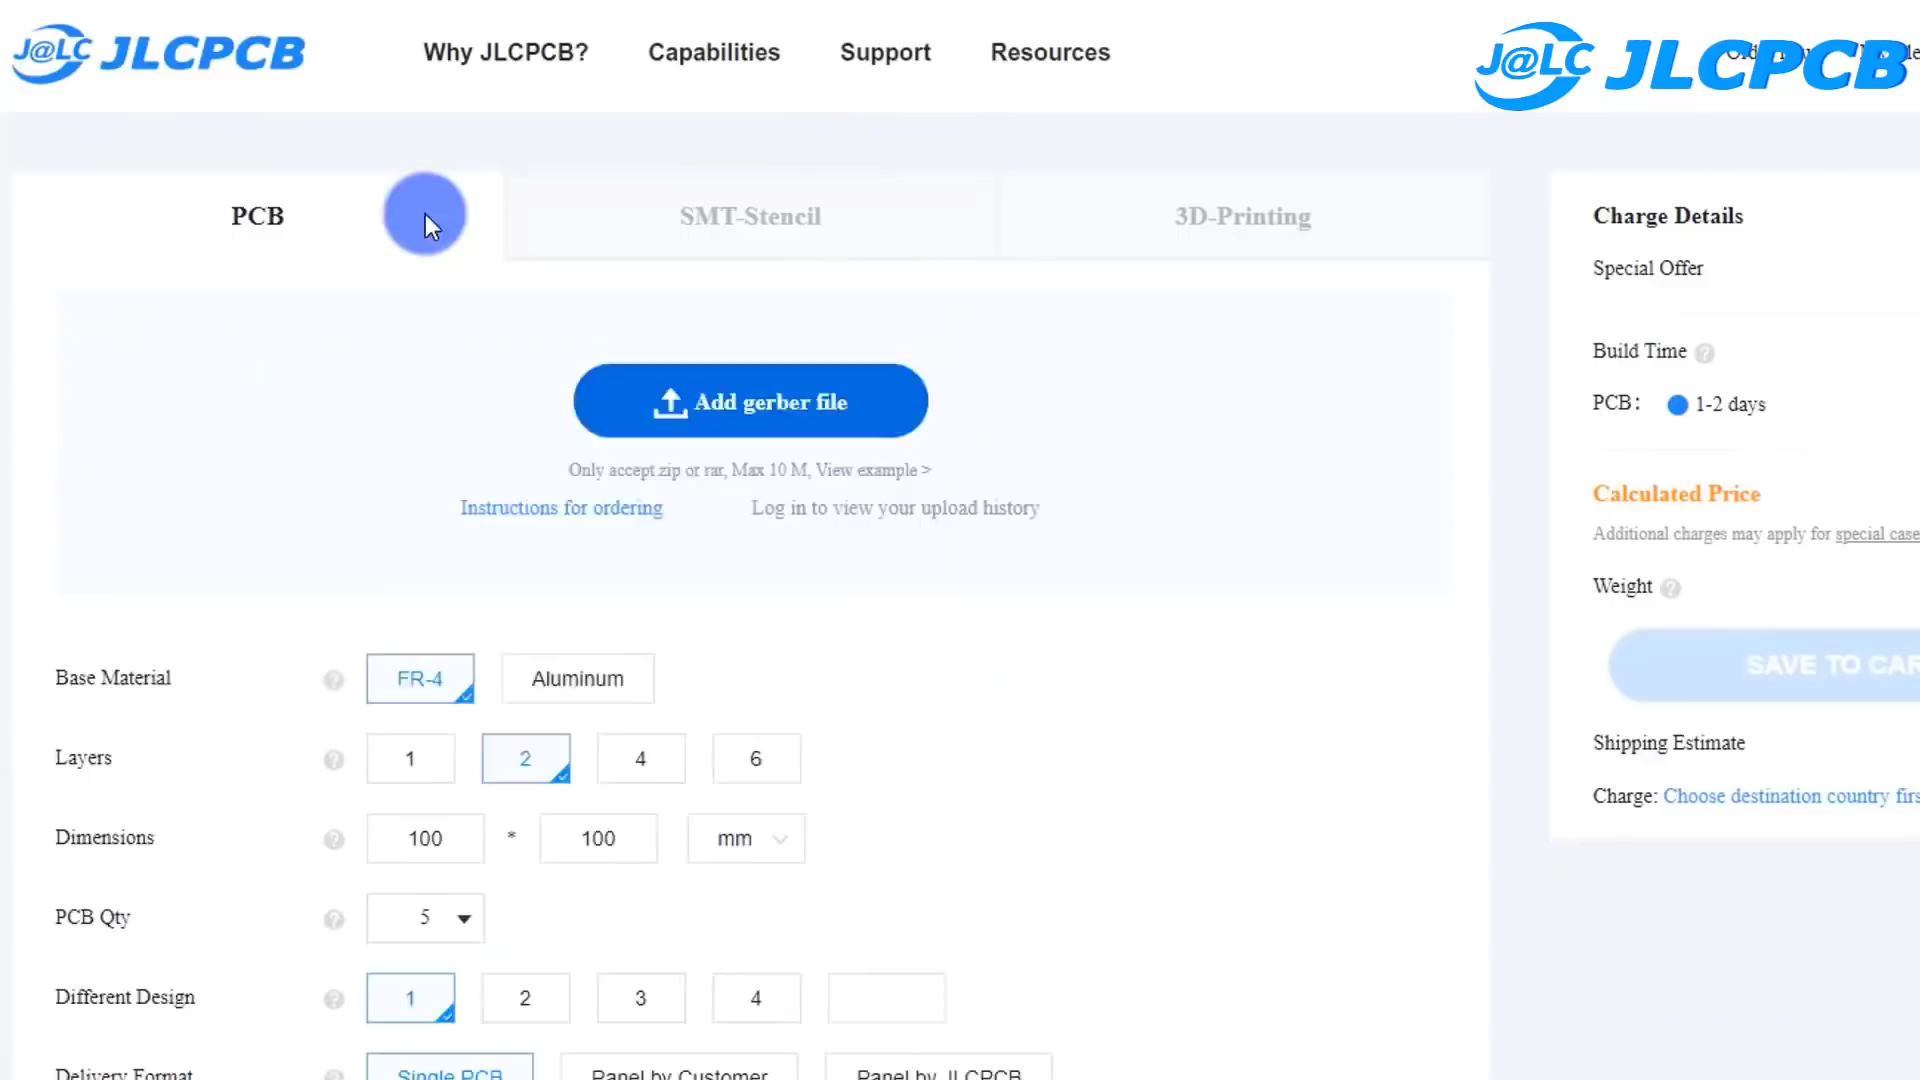 J@LC JLCPCB Why JLCPCB? Capabilities Support Resources J@LC JLCPCB
PCB SMT-Stencil 3D-Printing
Add gerber file
Only accept zip or rar, Max 10 M, View example >
Instructions for ordering Log in to view your upload history
Base Material ? FR-4 Aluminum
Layers ? 1 2 4 6
Dimensions ? 100 * 100 mm
PCB Qty ? 5
Different Design ? 1 2 3 4
Delivery Format ? Single PCB Panel by Customer Panel by JLCPCB
Charge Details
Special Offer
Build Time ?
PCB: 1-2 days
Calculated Price
Additional charges may apply for special case
Weight ?
SAVE TO CAR
Shipping Estimate
Charge: Choose destination country firs